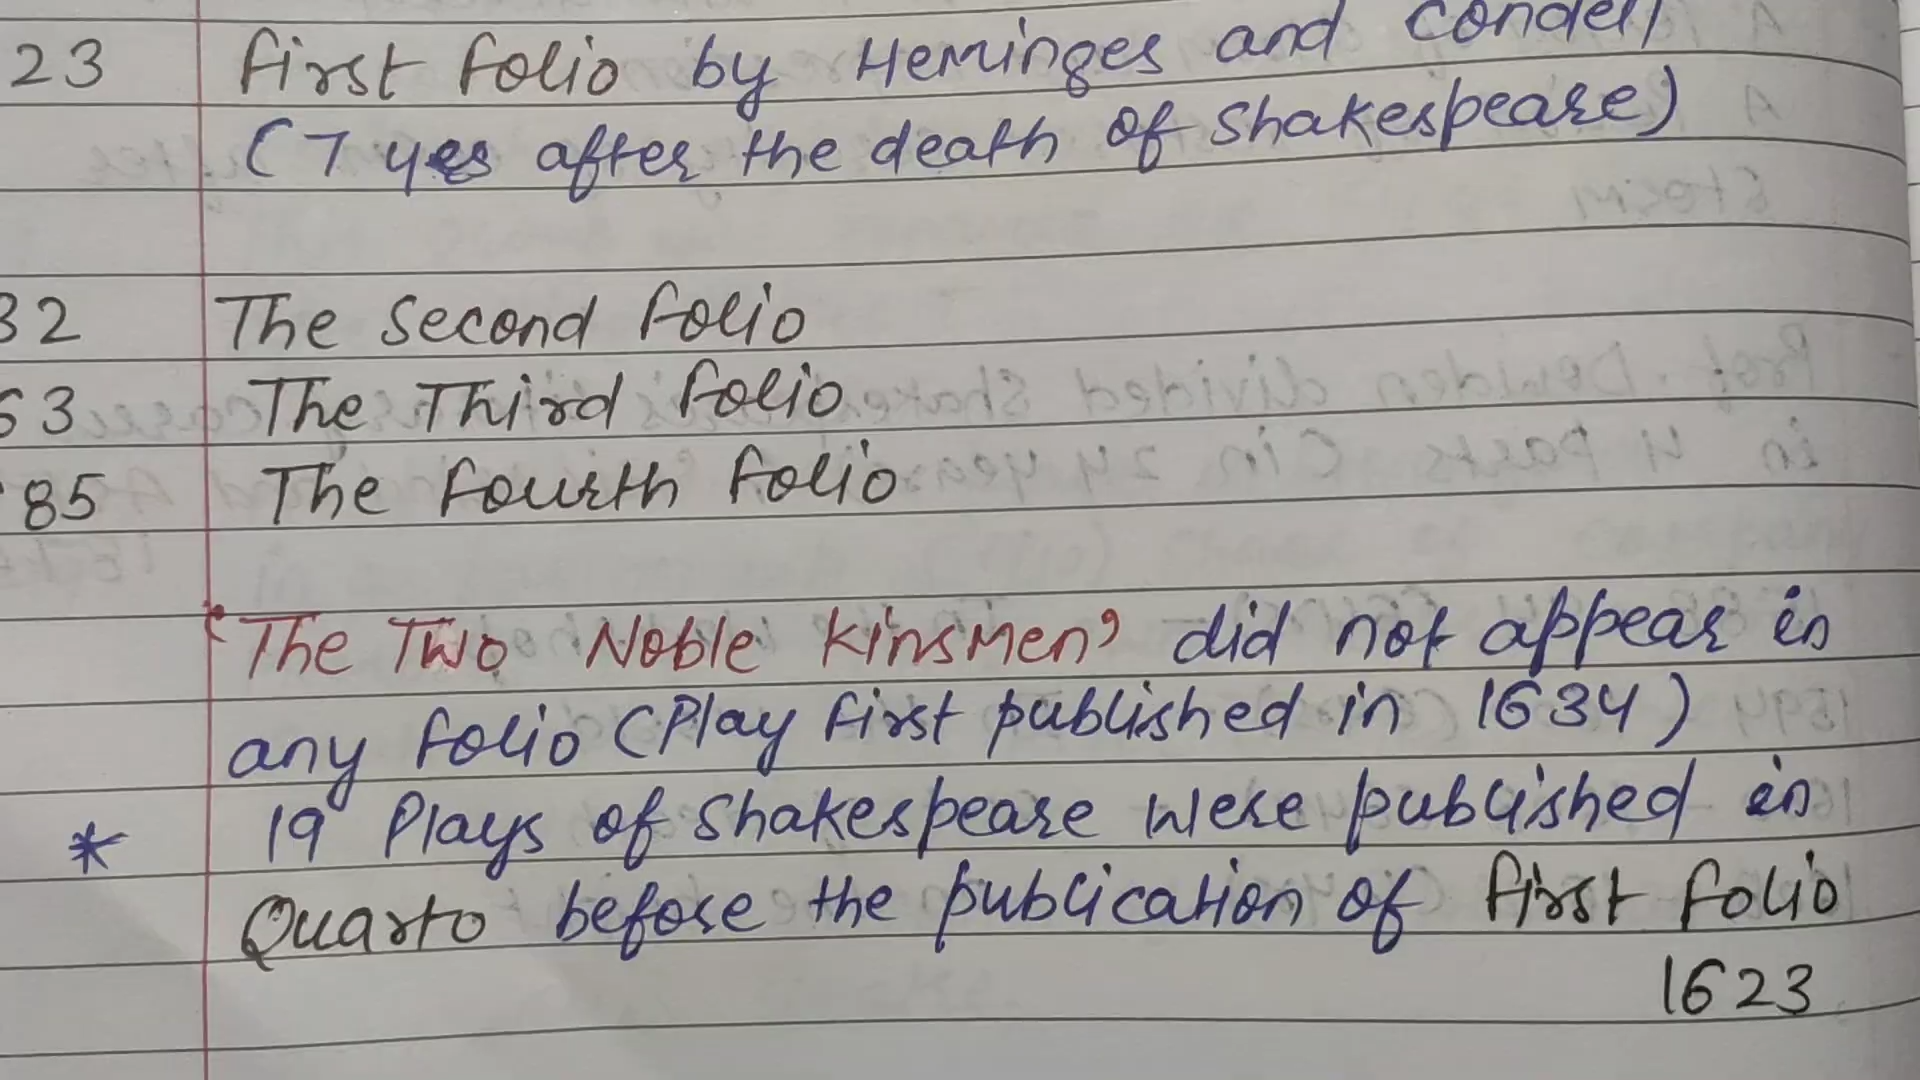 23 First Folio by Heminges and Condell
(7 yrs after the death of Shakespeare)
32 The Second Folio
63 The Third Folio
85 The Fourth Folio
'The Two Noble Kinsmen' did not appear in
any folio (Play first published in 1634)
* 19 Plays of Shakespeare were published in
Quarto before the publication of First Folio
1623